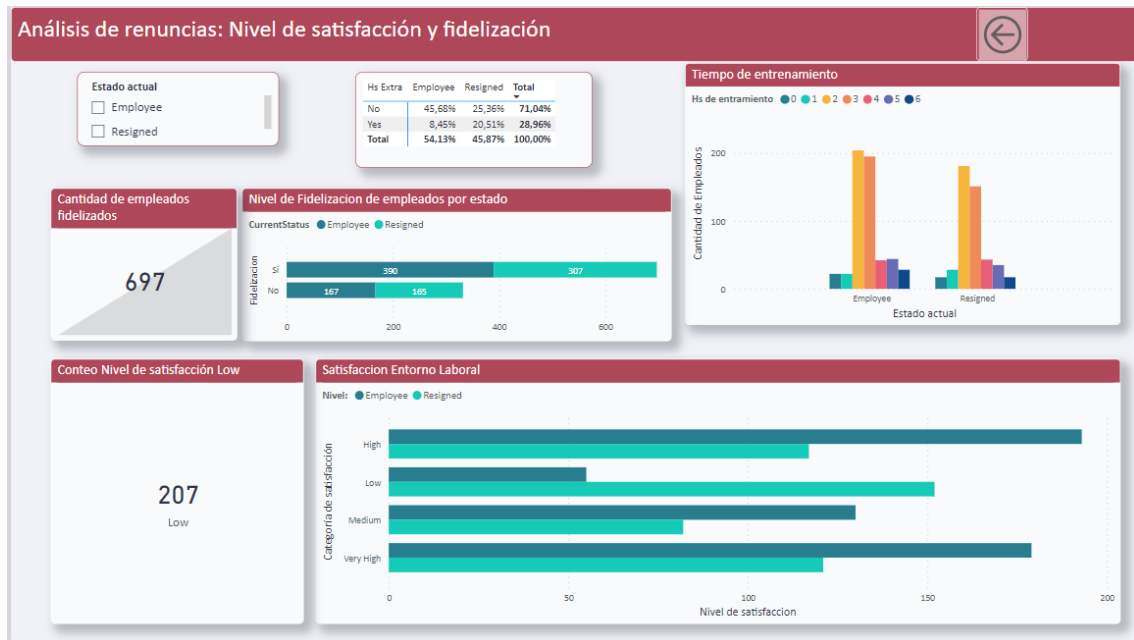 Análisis de renuncias: Nivel de satisfacción y fidelización
Estado actual
Employee
Resigned
Hs Extra Employee Resigned Total
No 45,68% 25,36% 71,04%
Yes 8,45% 20,51% 28,96%
Total 54,13% 45,87% 100,00%
Tiempo de entrenamiento
Hs de entramiento 0 1 2 3 4 5 6
Cantidad de Empleados
200
100
0
Employee Resigned
Estado actual
Cantidad de empleados
fidelizados
697
Nivel de Fidelizacion de empleados por estado
CurrentStatus Employee Resigned
Fidelizacion
Si 390 307
No 167 165
0 200 400 600
Conteo Nivel de satisfacción Low
207
Low
Satisfaccion Entorno Laboral
Nivel: Employee Resigned
Categoría de satisfacción
High
Low
Medium
Very High
0 50 100 150 200
Nivel de satisfaccion